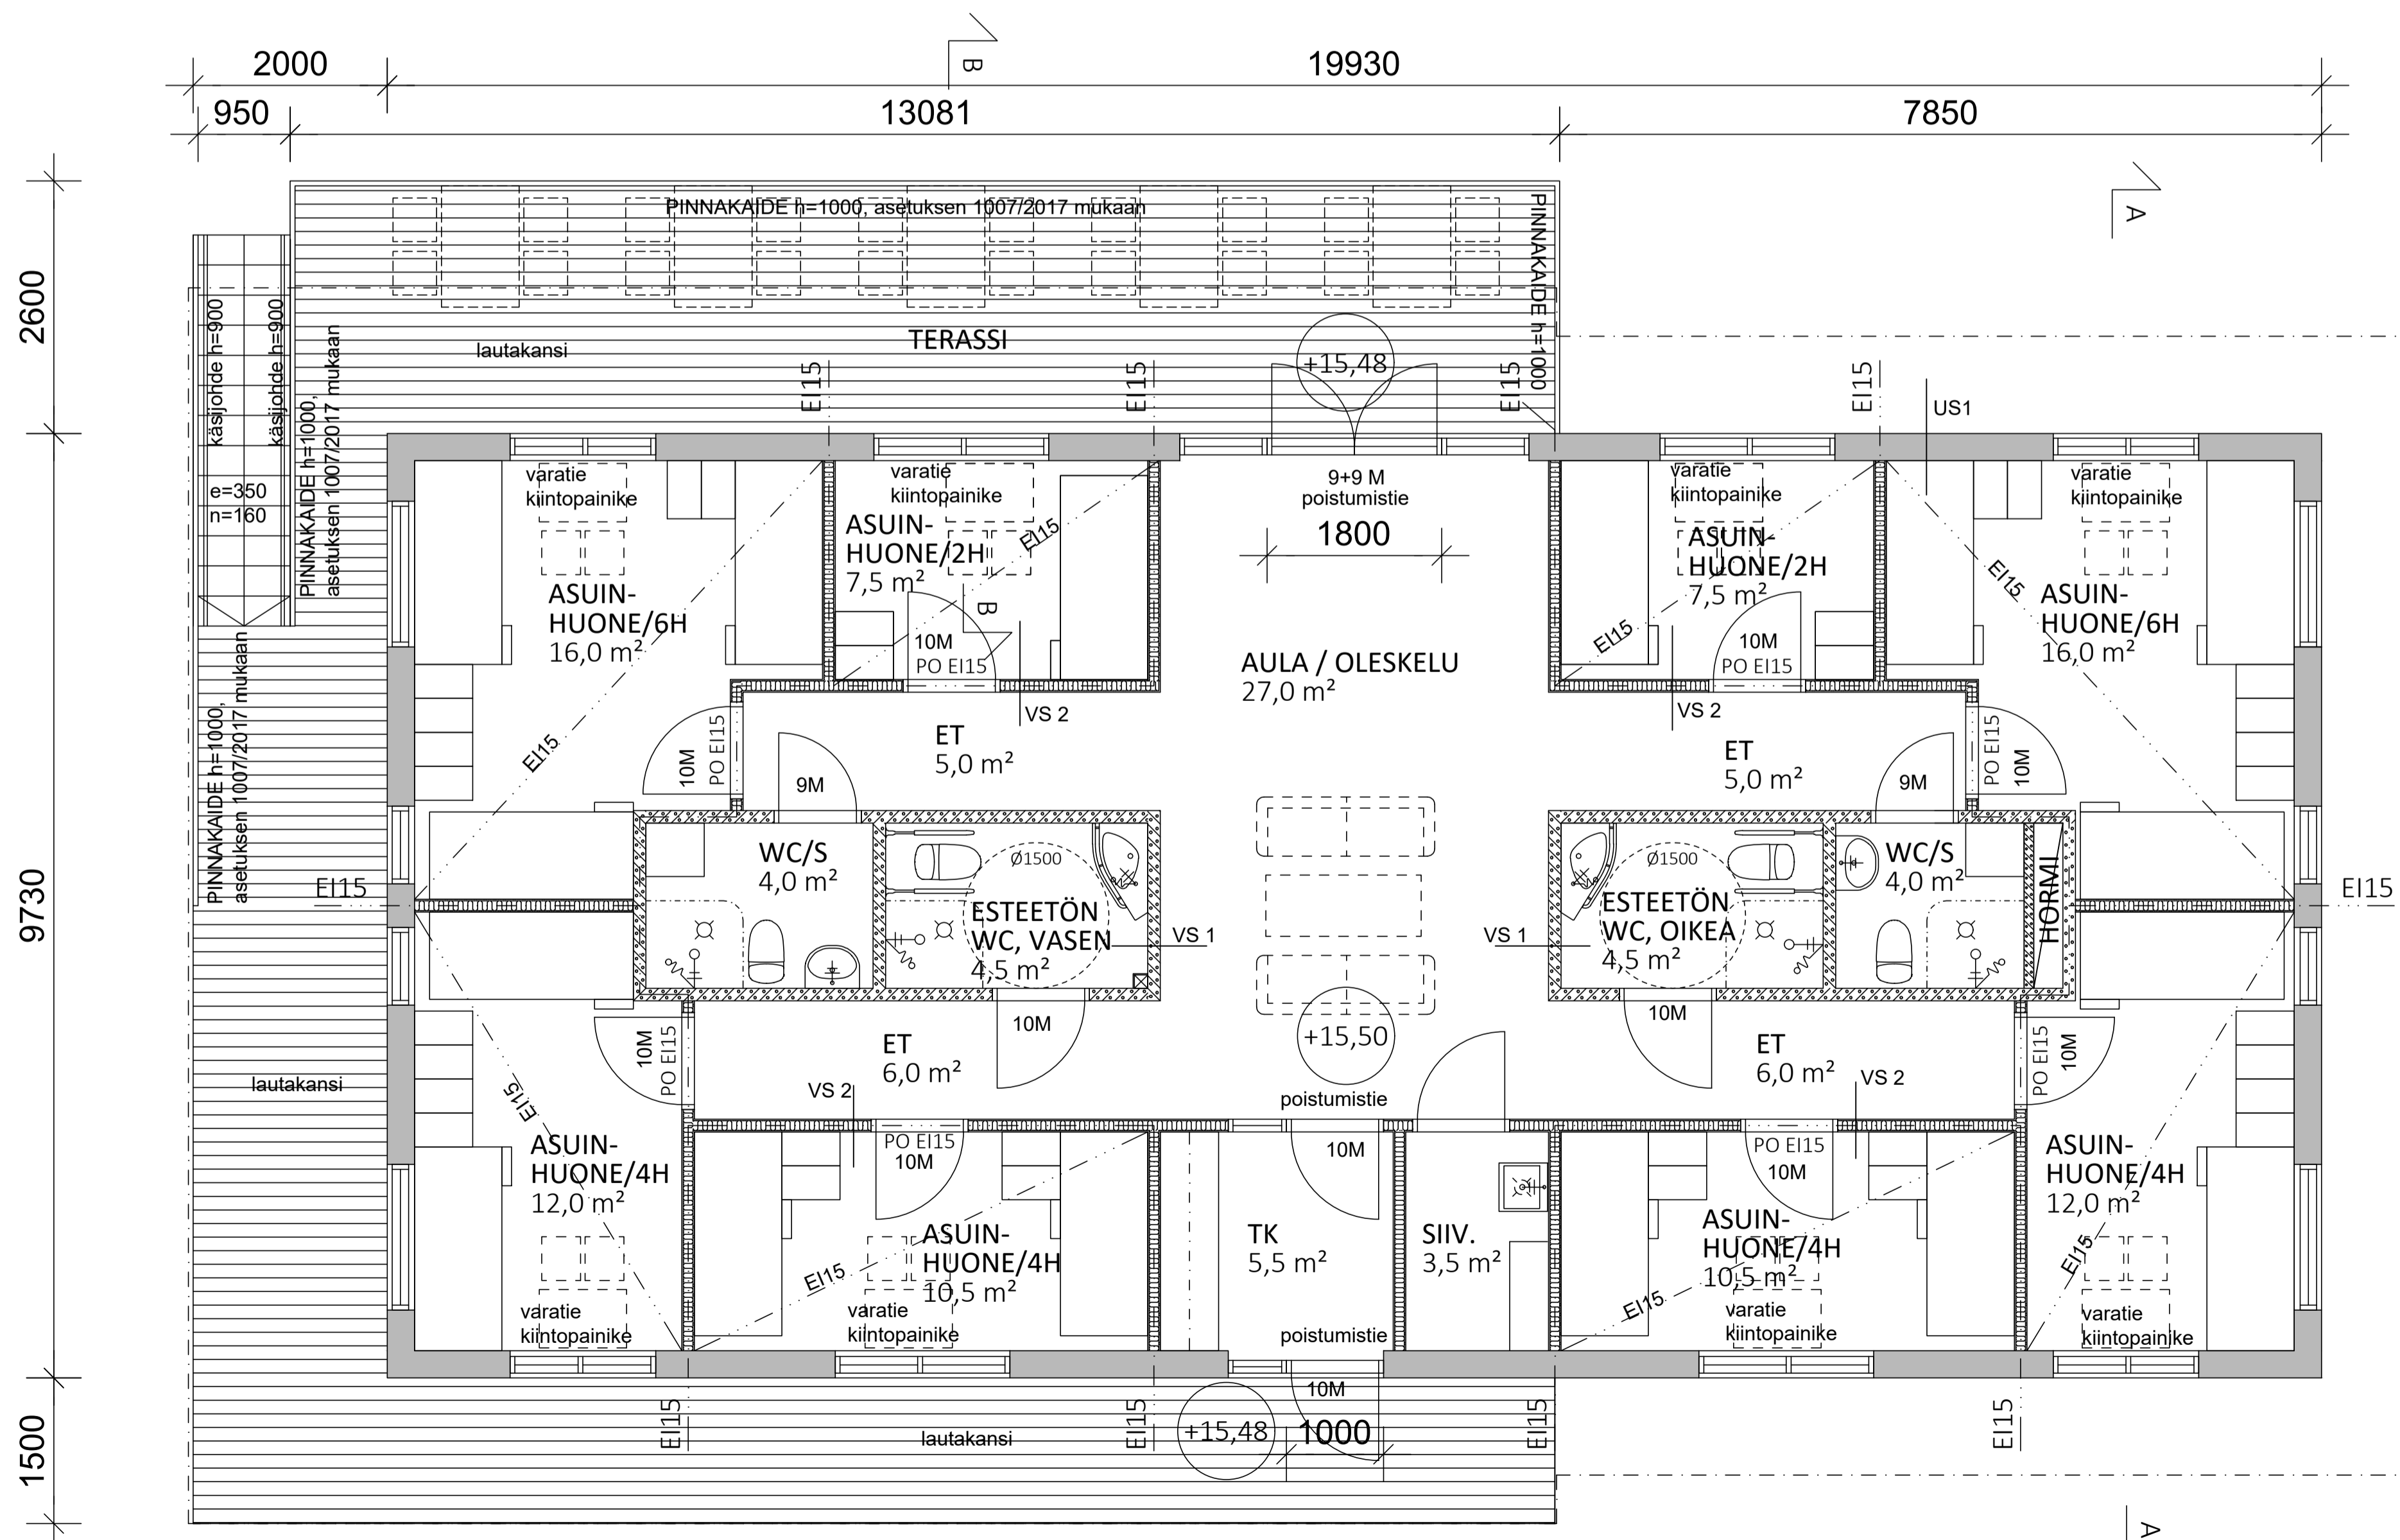 B
2000
19930
950
13081
7850
A
2600
9730
1500
PINNAKAIDE h=1000, asetuksen 1007/2017 mukaan
PINNAKAIDE h=1000
käsijohde h=900
käsijohde h=900
PINNAKAIDE h=1000,
asetuksen 1007/2017 mukaan
e=350
n=160
PINNAKAIDE h=1000,
asetuksen 1007/2017 mukaan
lautakansi
TERASSI
+15,48
EI15
EI15
EI15
EI15
US1
varatie
kiintopainike
ASUIN-
HUONE/6H
16,0 m²
EI15
10M
PO EI15
varatie
kiintopainike
ASUIN-
HUONE/2H
7,5 m²
EI15
B
10M
PO EI15
VS 2
9+9 M
poistumistie
1800
AULA / OLESKELU
27,0 m²
varatie
kiintopainike
ASUIN-
HUONE/2H
7,5 m²
EI15
10M
PO EI15
VS 2
varatie
kiintopainike
EI15
ASUIN-
HUONE/6H
16,0 m²
PO EI15
10M
ET
5,0 m²
9M
ET
5,0 m²
9M
WC/S
4,0 m²
Ø1500
ESTEETÖN
WC, VASEN
4,5 m²
VS 1
VS 1
Ø1500
ESTEETÖN
WC, OIKEA
4,5 m²
WC/S
4,0 m²
HORMI
EI15
EI15
lautakansi
10M
PO EI15
ET
6,0 m²
10M
VS 2
+15,50
poistumistie
10M
ET
6,0 m²
VS 2
PO EI15
10M
EI15
ASUIN-
HUONE/4H
12,0 m²
varatie
kiintopainike
PO EI15
10M
EI15
ASUIN-
HUONE/4H
10,5 m²
varatie
kiintopainike
10M
TK
5,5 m²
poistumistie
SIIV.
3,5 m²
PO EI15
10M
ASUIN-
HUONE/4H
10,5 m²
EI15
varatie
kiintopainike
ASUIN-
HUONE/4H
12,0 m²
EI15
varatie
kiintopainike
EI15
EI15
10M
+15,48
1000
EI15
EI15
lautakansi
A